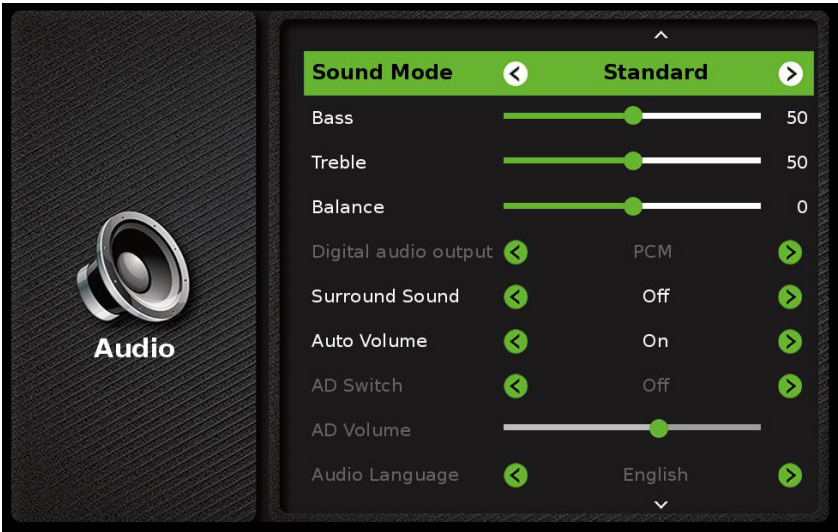 Audio
Sound Mode Standard
Bass 50
Treble 50
Balance 0
Digital audio output PCM
Surround Sound Off
Auto Volume On
AD Switch Off
AD Volume
Audio Language English